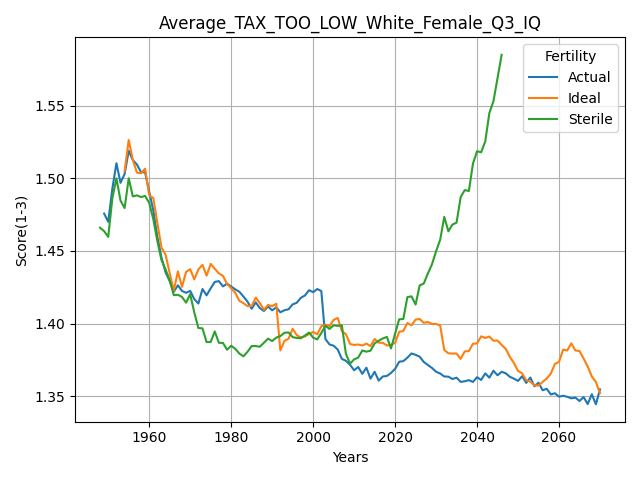 Average_TAX_TOO_LOW_White_Female_Q3_IQ
Score(1-3)
1.55
1.50
1.45
1.40
1.35
Fertility
Actual
Ideal
Sterile
1960
1980
2000
2020
2040
2060
Years